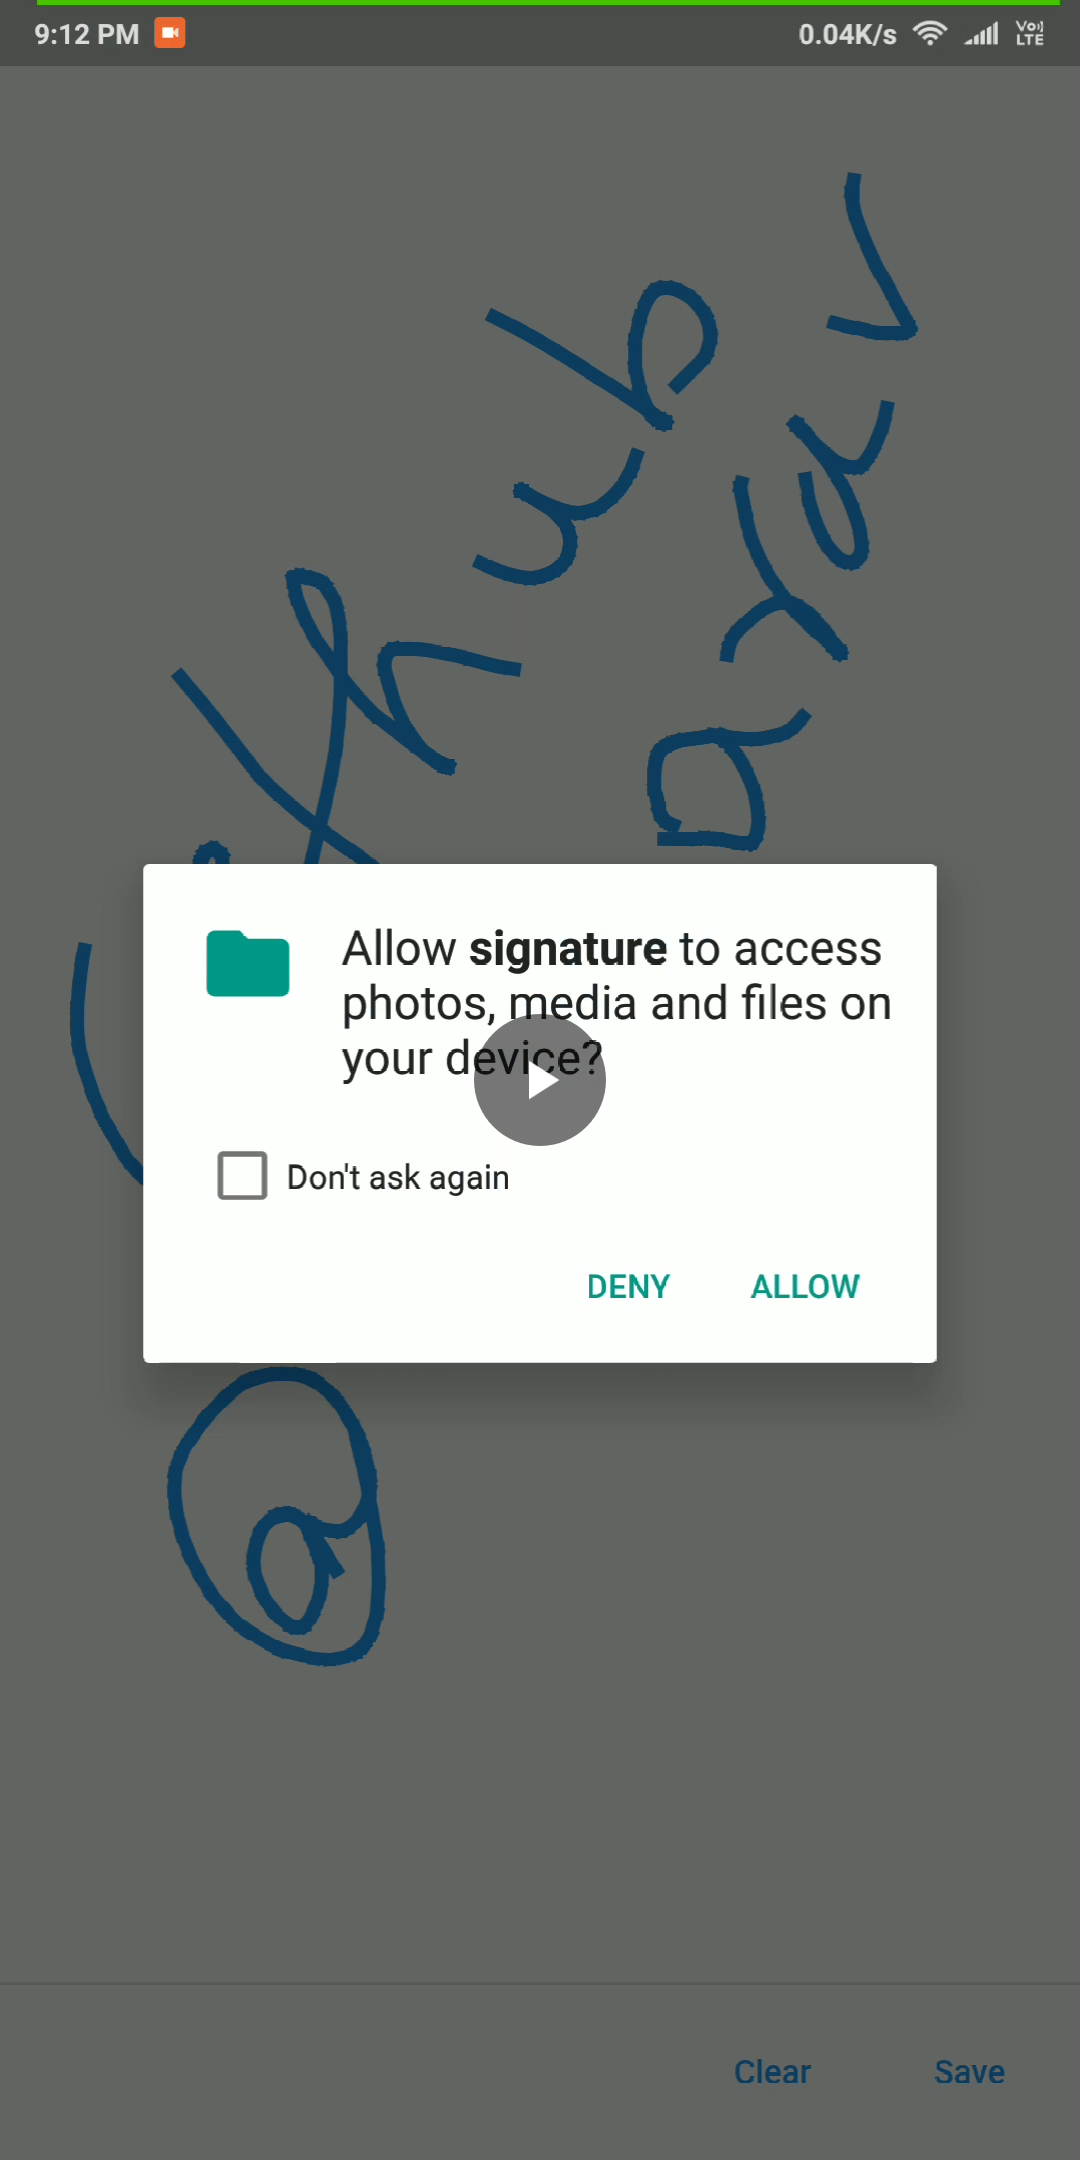 9:12 PM 0.04K/s Vo) LTE
Allow signature to access
photos, media and files on
your device?
Don't ask again
DENY ALLOW
Clear Save